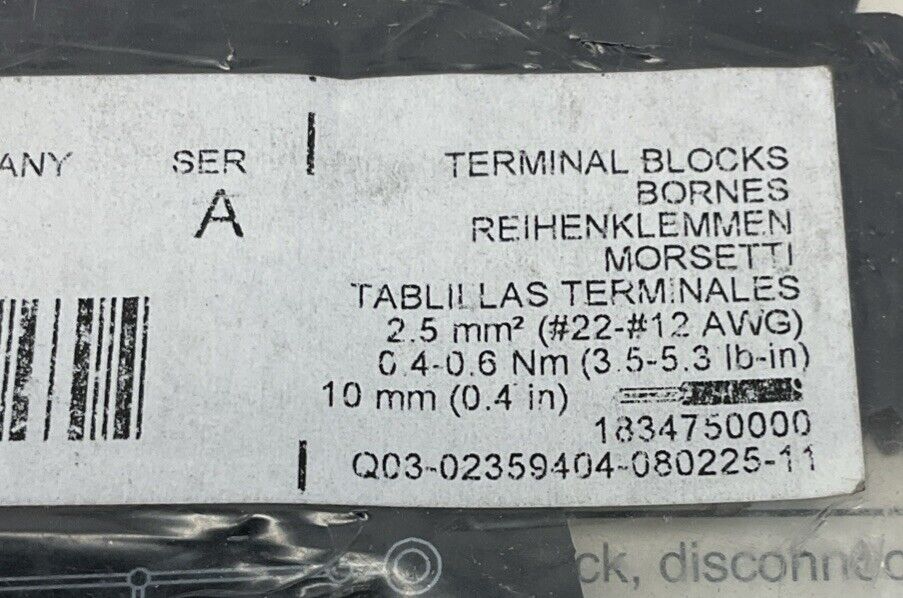 ANY SER
A
TERMINAL BLOCKS
BORNES
REIHENKLEMMEN
MORSETTI
TABLILLAS TERMINALES
2.5 mm² (#22-#12 AWG)
0.4-0.6 Nm (3.5-5.3 lb-in)
10 mm (0.4 in)
1834750000
Q03-02359404-080225-11
ck, disconnec